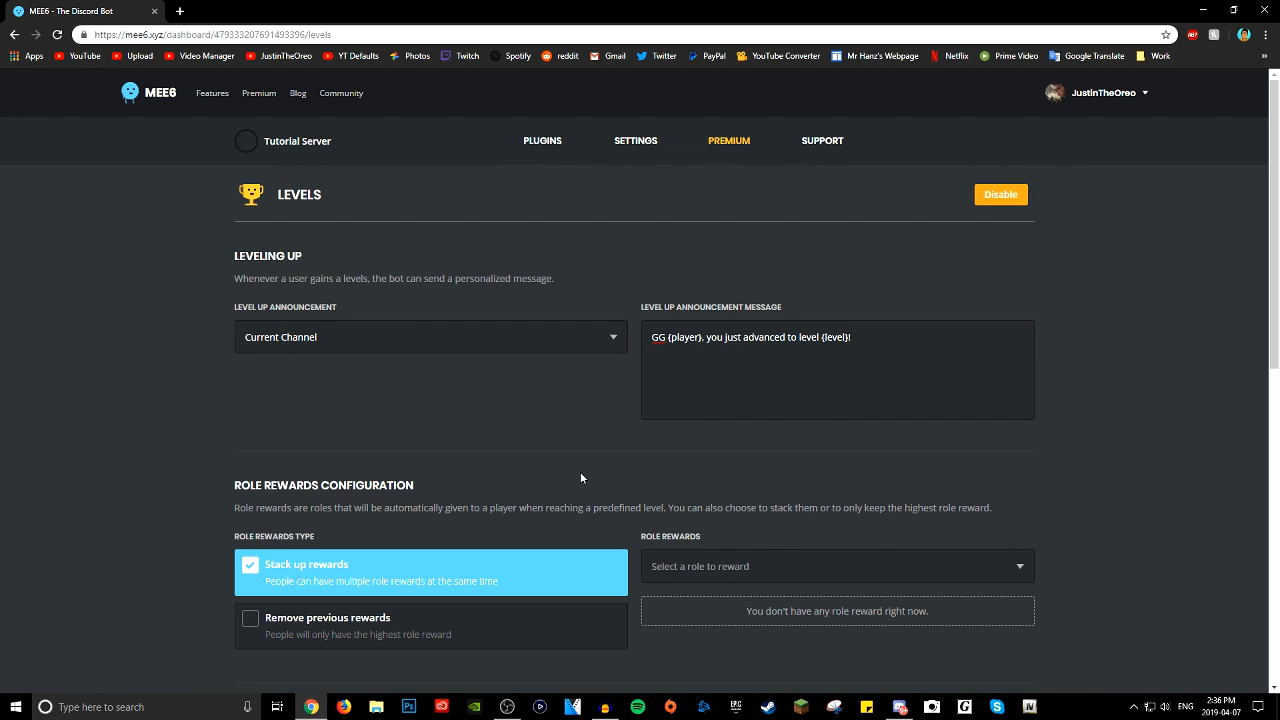 MEE6 - The Discord Bot
https://mee6.xyz/dashboard/479333207691493396/levels
Apps YouTube Upload Video Manager JustinTheOreo YT Defaults Photos Twitch Spotify reddit Gmail Twitter PayPal YouTube Converter Mr Hanz's Webpage Netflix Prime Video Google Translate Work
MEE6 Features Premium Blog Community JustInTheOreo
Tutorial Server PLUGINS SETTINGS PREMIUM SUPPORT
LEVELS Disable
LEVELING UP
Whenever a user gains a levels, the bot can send a personalized message.
LEVEL UP ANNOUNCEMENT LEVEL UP ANNOUNCEMENT MESSAGE
Current Channel GG {player}, you just advanced to level {level}!
ROLE REWARDS CONFIGURATION
Role rewards are roles that will be automatically given to a player when reaching a predefined level. You can also choose to stack them or to only keep the highest role reward.
ROLE REWARDS TYPE ROLE REWARDS
Stack up rewards Select a role to reward
People can have multiple role rewards at the same time
Remove previous rewards You don't have any role reward right now.
People will only have the highest role reward
Type here to search ENG 2:36 PM
2019-04-07